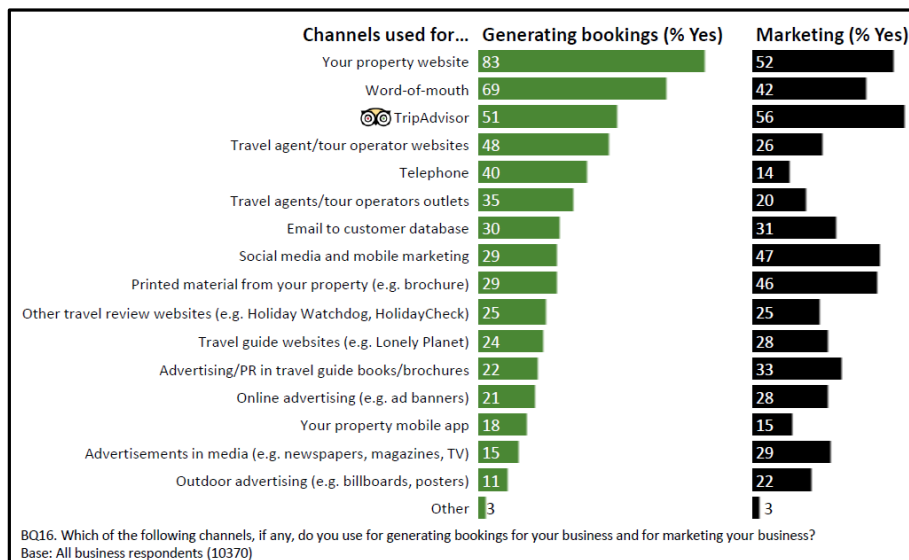 Channels used for... Generating bookings (% Yes) Marketing (% Yes)
Your property website 83 52
Word-of-mouth 69 42
TripAdvisor 51 56
Travel agent/tour operator websites 48 26
Telephone 40 14
Travel agents/tour operators outlets 35 20
Email to customer database 30 31
Social media and mobile marketing 29 47
Printed material from your property (e.g. brochure) 29 46
Other travel review websites (e.g. Holiday Watchdog, HolidayCheck) 25 25
Travel guide websites (e.g. Lonely Planet) 24 28
Advertising/PR in travel guide books/brochures 22 33
Online advertising (e.g. ad banners) 21 28
Your property mobile app 18 15
Advertisements in media (e.g. newspapers, magazines, TV) 15 29
Outdoor advertising (e.g. billboards, posters) 11 22
Other 3 3
BQ16. Which of the following channels, if any, do you use for generating bookings for your business and for marketing your business?
Base: All business respondents (10370)